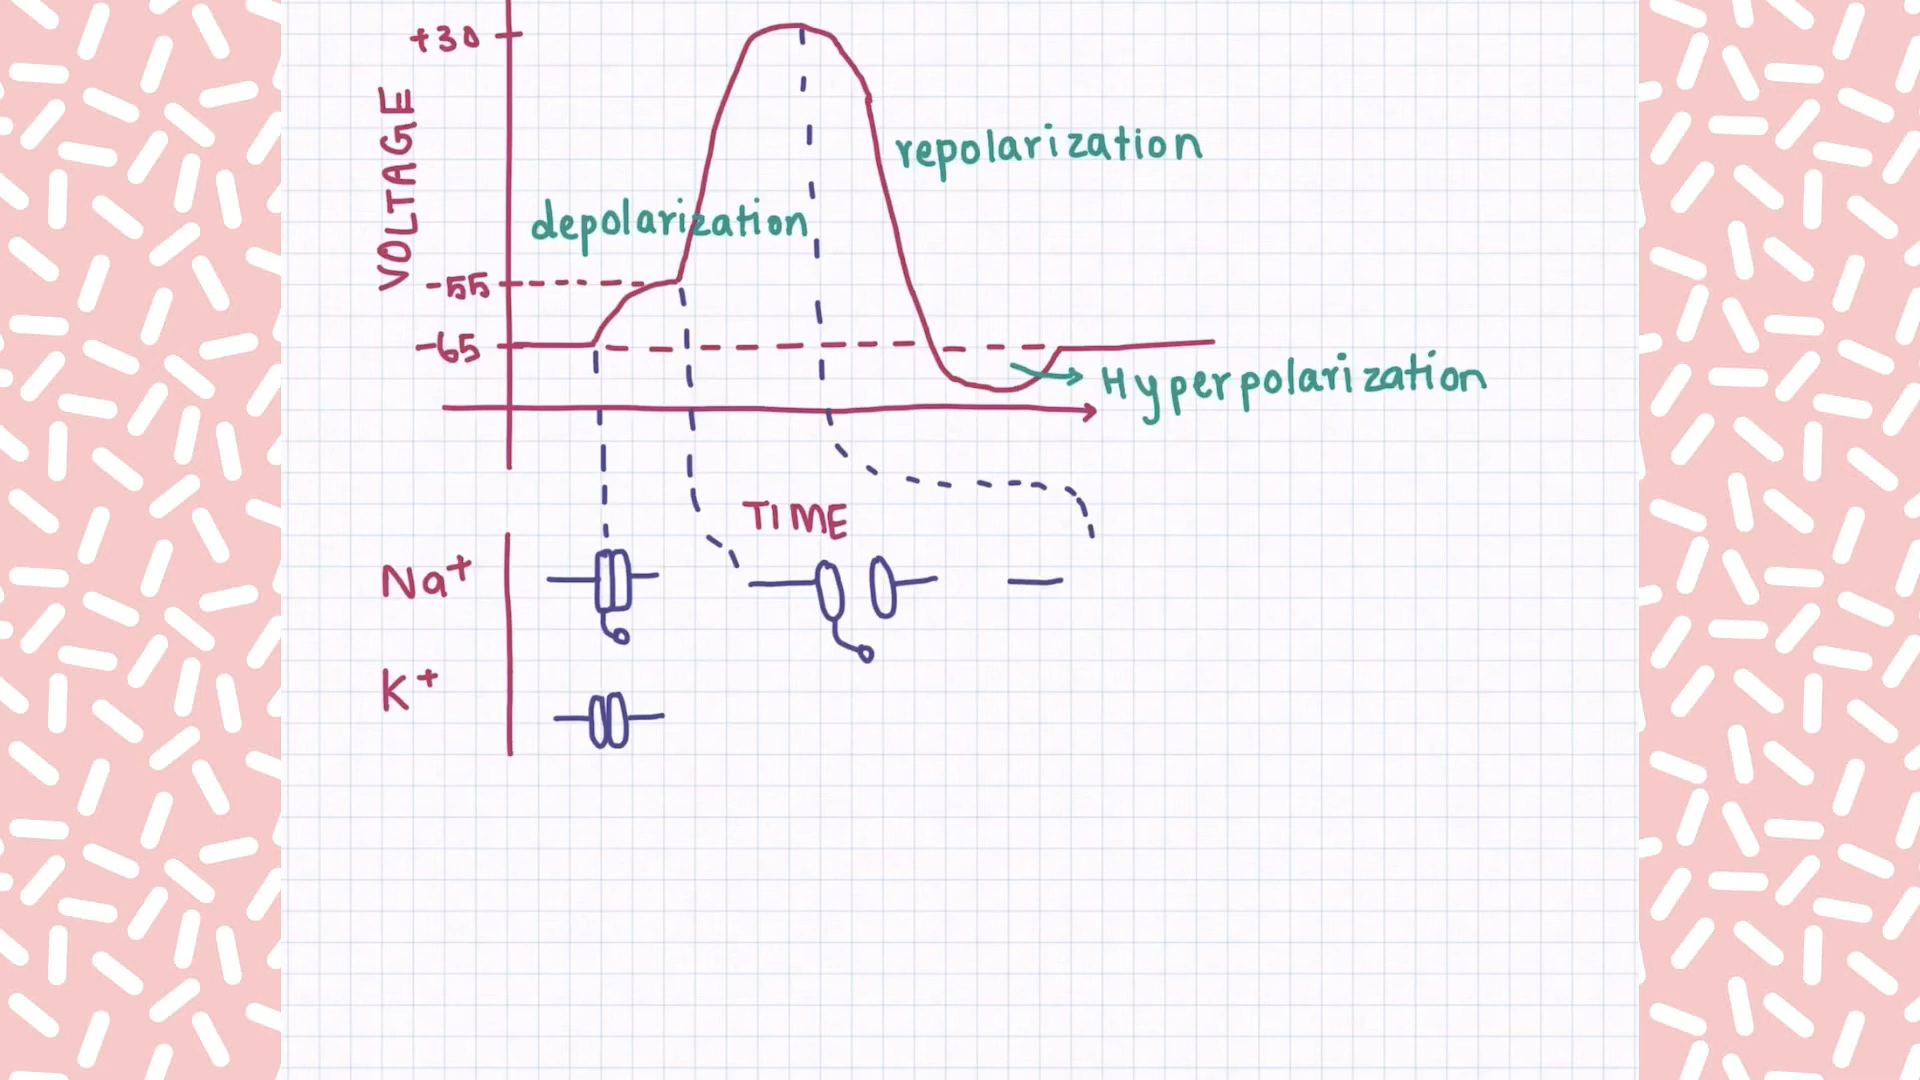 +30
VOLTAGE
repolarization
depolarization
-55
-65
Hyperpolarization
TIME
Na+
K+